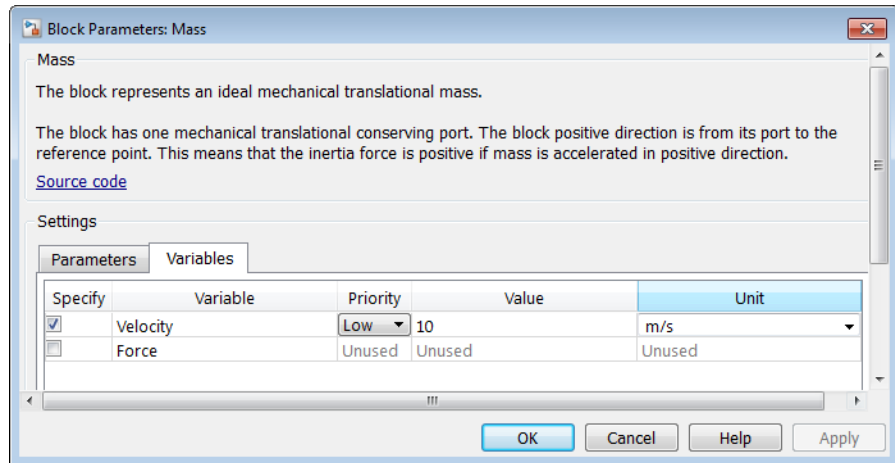 Block Parameters: Mass
Mass
The block represents an ideal mechanical translational mass.
The block has one mechanical translational conserving port. The block positive direction is from its port to the
reference point. This means that the inertia force is positive if mass is accelerated in positive direction.
Source code
Settings
Parameters Variables
Specify Variable Priority Value Unit
Velocity Low 10 m/s
Force Unused Unused Unused
OK Cancel Help Apply